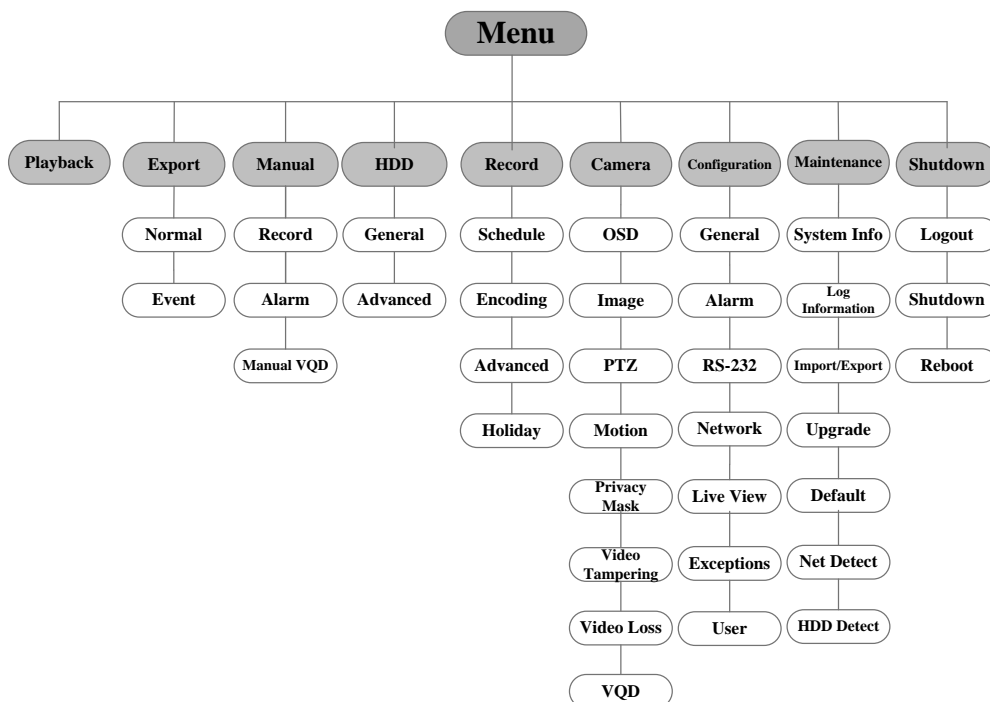 Menu
Playback
Export
Manual
HDD
Record
Camera
Configuration
Maintenance
Shutdown
Normal
Record
General
Schedule
OSD
General
System Info
Logout
Event
Alarm
Advanced
Encoding
Image
Alarm
Log
Information
Shutdown
Manual VQD
Advanced
PTZ
RS-232
Import/Export
Reboot
Holiday
Motion
Network
Upgrade
Privacy
Mask
Live View
Default
Video
Tampering
Exceptions
Net Detect
Video Loss
User
HDD Detect
VQD